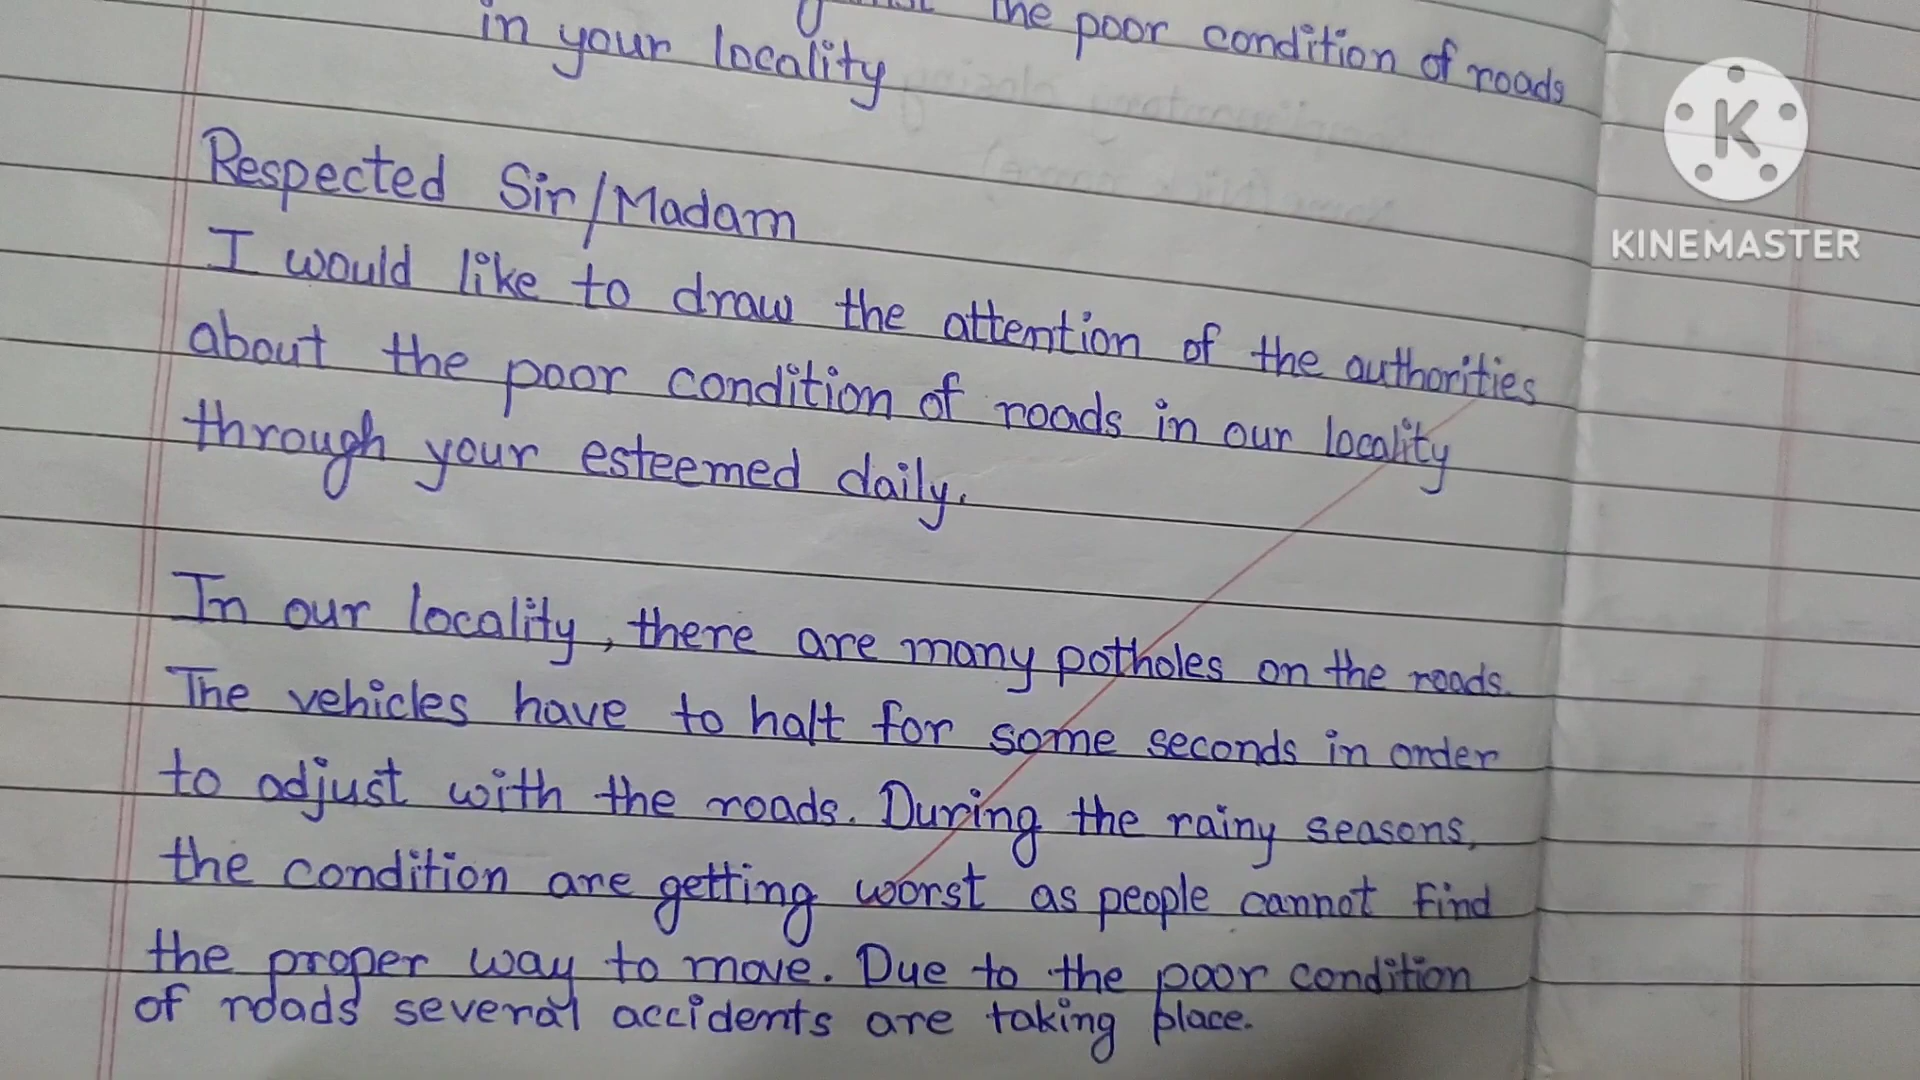 the poor condition of roads
in your locality
Respected Sir/Madam
I would like to draw the attention of the authorities
about the poor condition of roads in our locality
through your esteemed daily.
In our locality, there are many potholes on the roads.
The vehicles have to halt for some seconds in order
to adjust with the roads. During the rainy seasons,
the condition are getting worst as people cannot find
the proper way to move. Due to the poor condition
of roads several accidents are taking place.
K
KINEMASTER